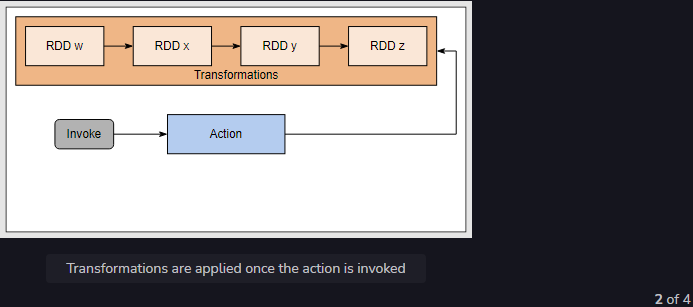 RDD w
RDD x
RDD y
RDD z
Transformations
Invoke
Action
Transformations are applied once the action is invoked
2 of 4